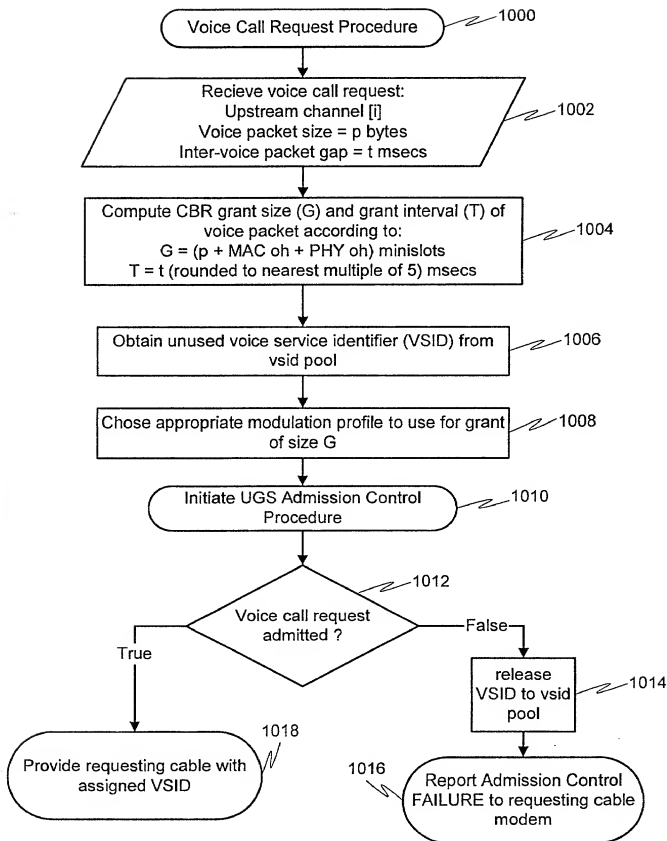 Voice Call Request Procedure
1000
Recieve voice call request:
Upstream channel [i]
Voice packet size = p bytes
Inter-voice packet gap = t msecs
1002
Compute CBR grant size (G) and grant interval (T) of
voice packet according to:
G = (p + MAC oh + PHY oh) minislots
T = t (rounded to nearest multiple of 5) msecs
1004
Obtain unused voice service identifier (VSID) from
vsid pool
1006
Chose appropriate modulation profile to use for grant
of size G
1008
Initiate UGS Admission Control
Procedure
1010
1012
Voice call request
admitted ?
True
False
release
VSID to vsid
pool
1014
Provide requesting cable with
assigned VSID
1018
1016
Report Admission Control
FAILURE to requesting cable
modem